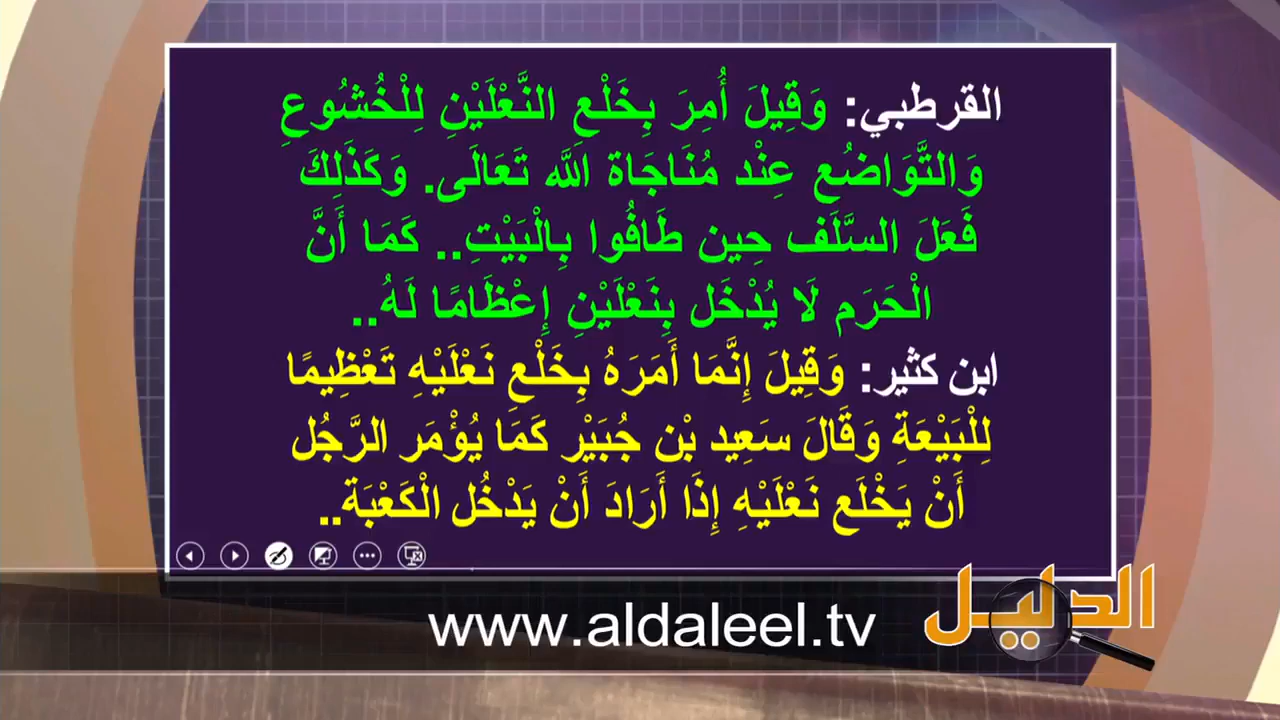 القرطبي: وَقِيلَ أُمِرَ بِخَلْعِ النَّعْلَيْنِ لِلْخُشُوعِ
وَالتَّوَاضُع عِنْد مُنَاجَاة الله تَعَالَى. وَكَذَلِكَ
فَعَلَ السَّلَف حِين طَافُوا بِالْبَيْتِ.. كَمَا أَنَّ
الْحَرَم لَا يُدْخَل بِنَعْلَيْنِ إِعْظَامًا لَهُ..
ابن كثير: وَقِيلَ إِنَّمَا أَمَرَهُ بِخَلْعِ نَعْلَيْهِ تَعْظِيمًا
لِلْبَيْعَةِ وَقَالَ سَعِيد بْن جُبَيْر كَمَا يُؤْمَر الرَّجُل
أَنْ يَخْلَع نَعْلَيْهِ إِذَا أَرَادَ أَنْ يَدْخُل الْكَعْبَة..
الدليل
www.aldaleel.tv